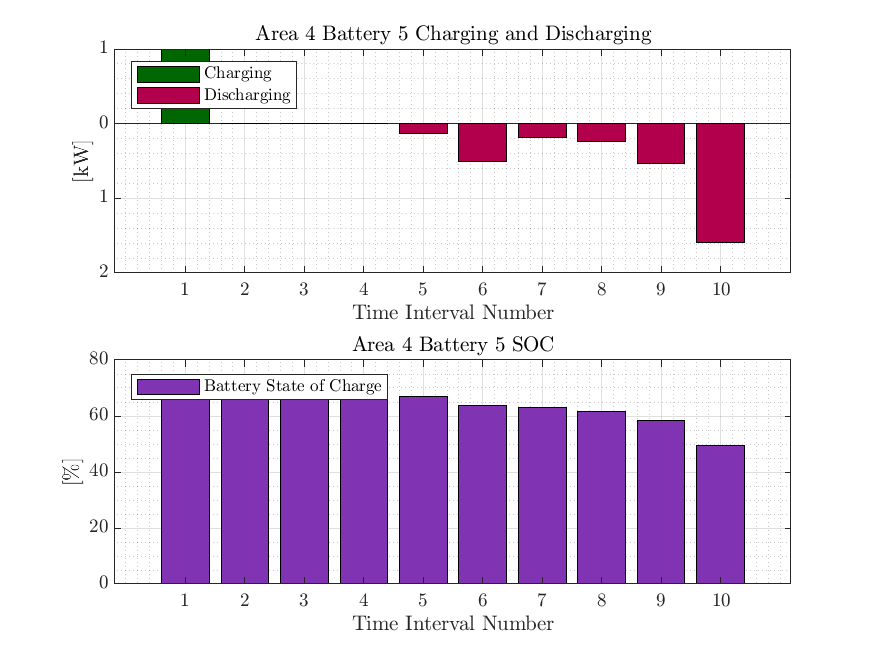 Area 4 Battery 5 Charging and Discharging
1
Charging
Discharging
0
[kW]
1
2
1 2 3 4 5 6 7 8 9 10
Time Interval Number
Area 4 Battery 5 SOC
80
Battery State of Charge
60
[%]
40
20
0
1 2 3 4 5 6 7 8 9 10
Time Interval Number